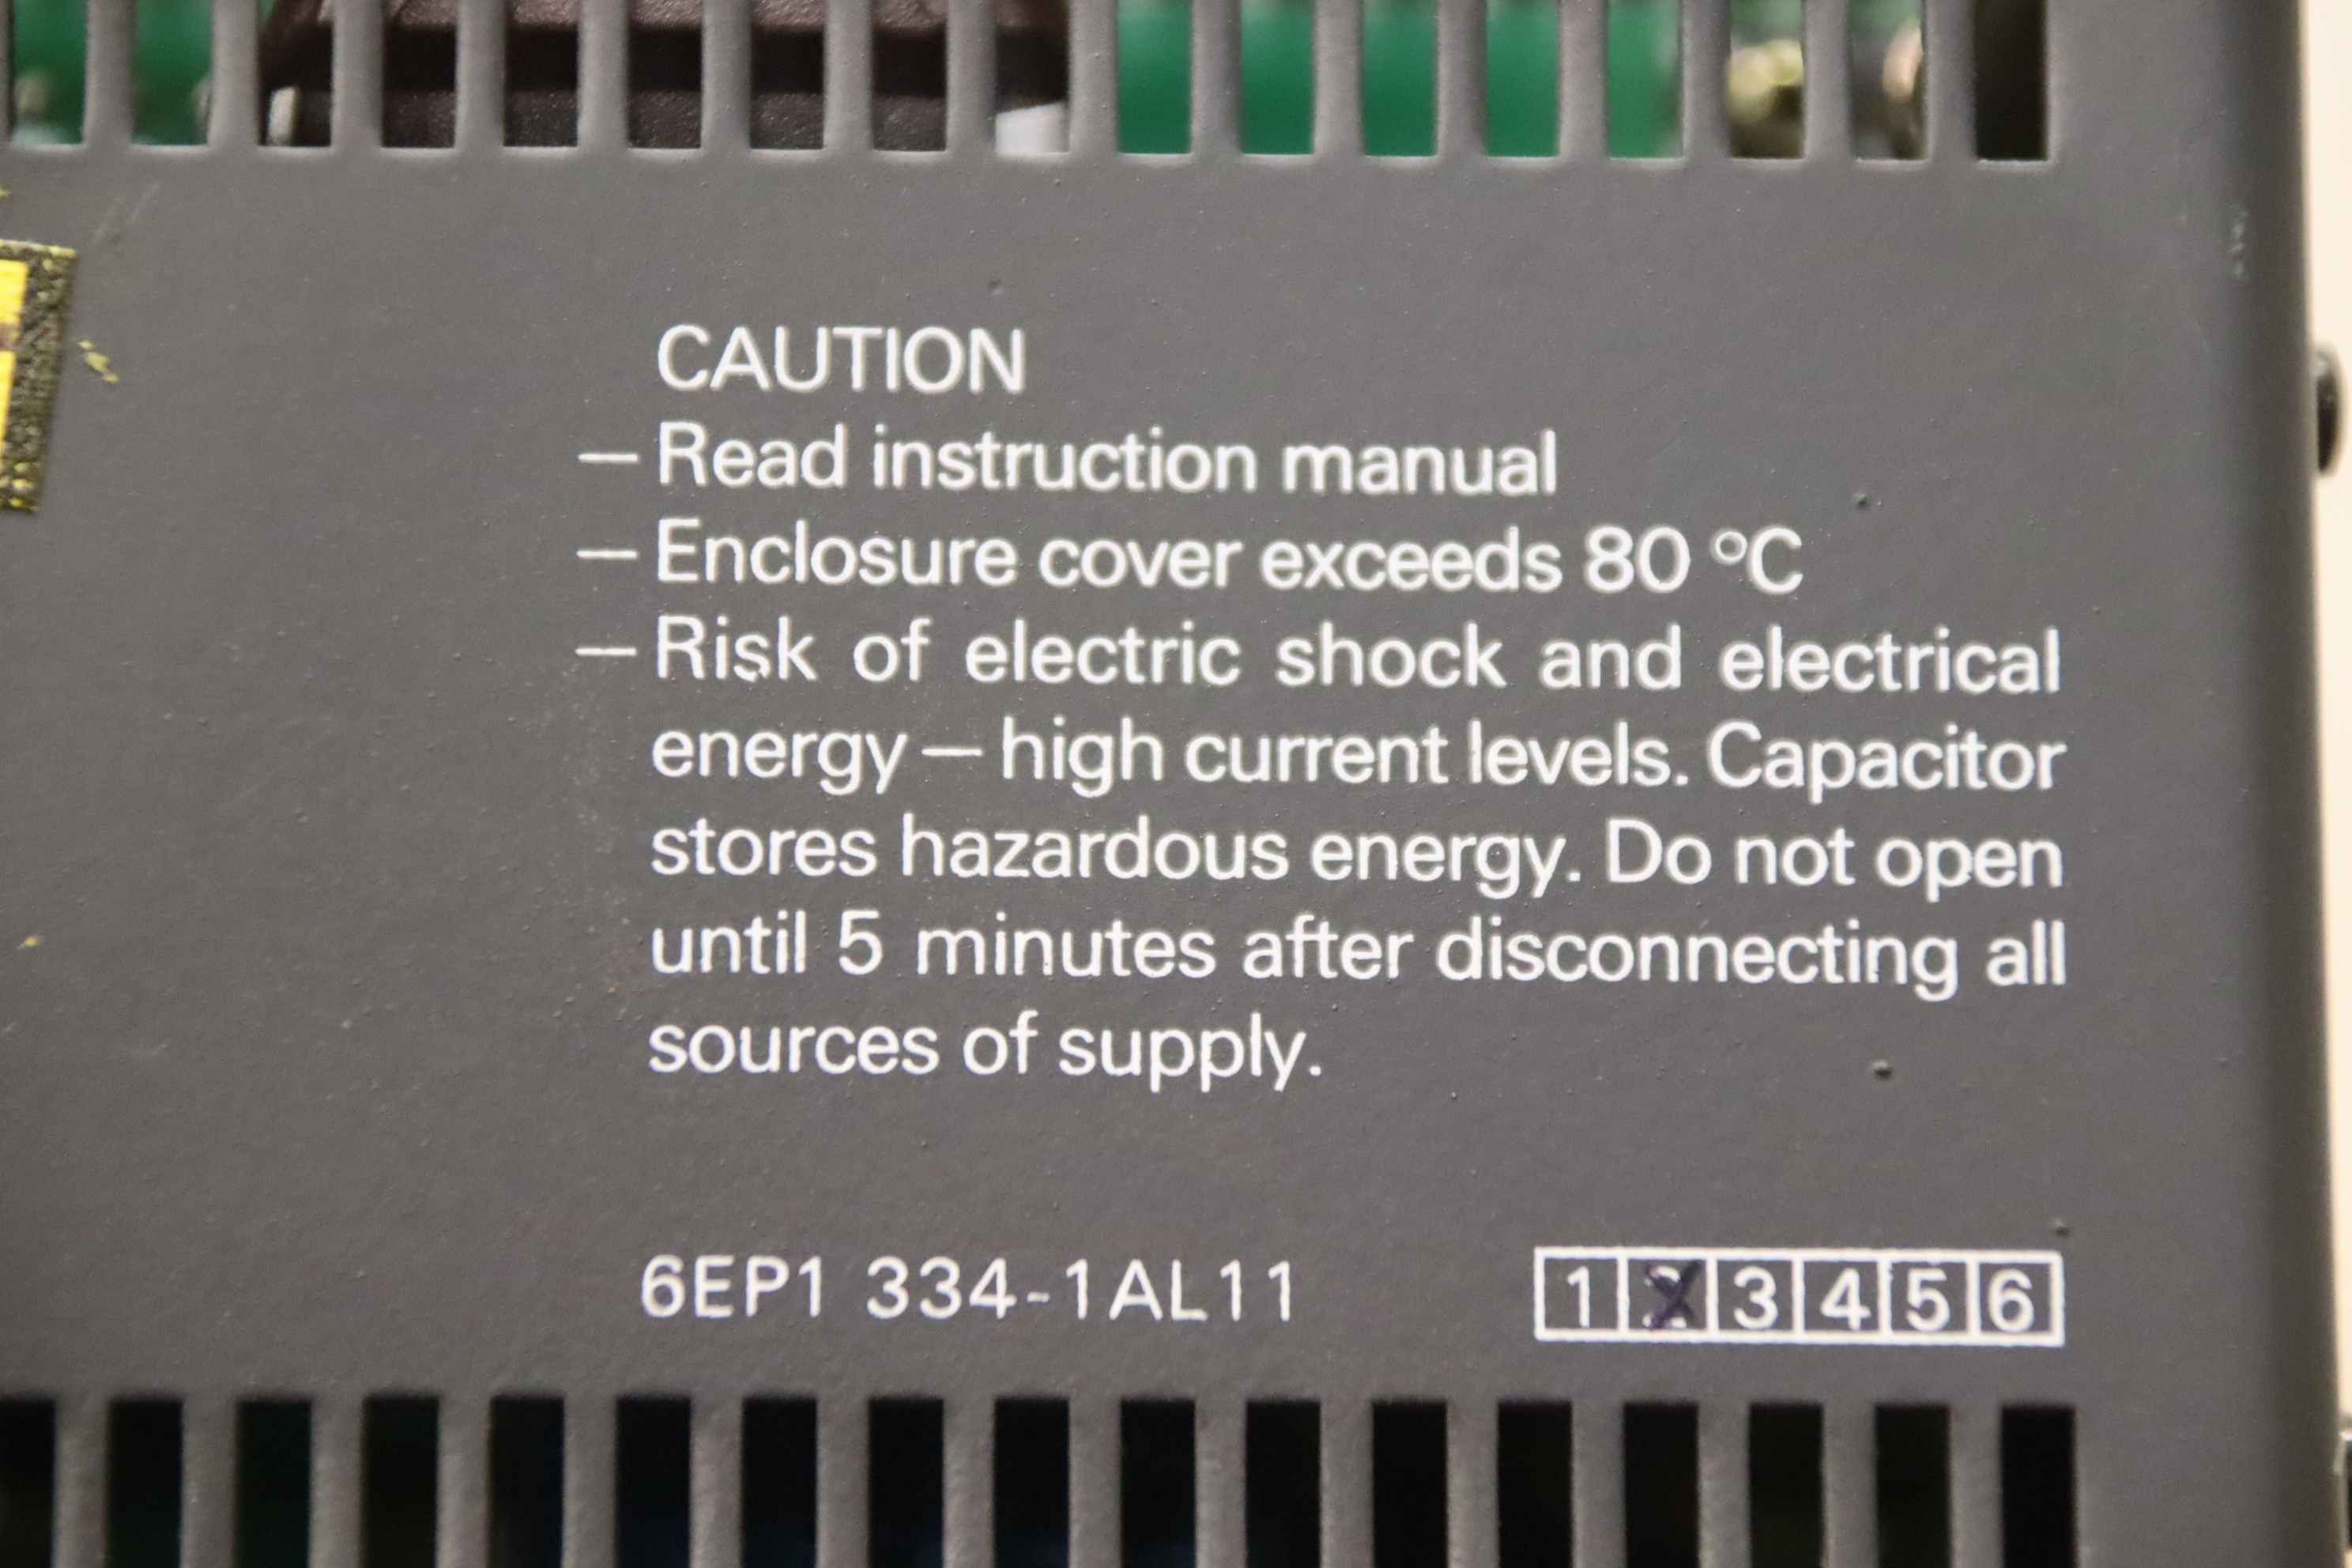 CAUTION
— Read instruction manual
— Enclosure cover exceeds 80 °C
— Risk of electric shock and electrical
energy — high current levels. Capacitor
stores hazardous energy. Do not open
until 5 minutes after disconnecting all
sources of supply.
6EP1 334-1AL11 1 2 3 4 5 6